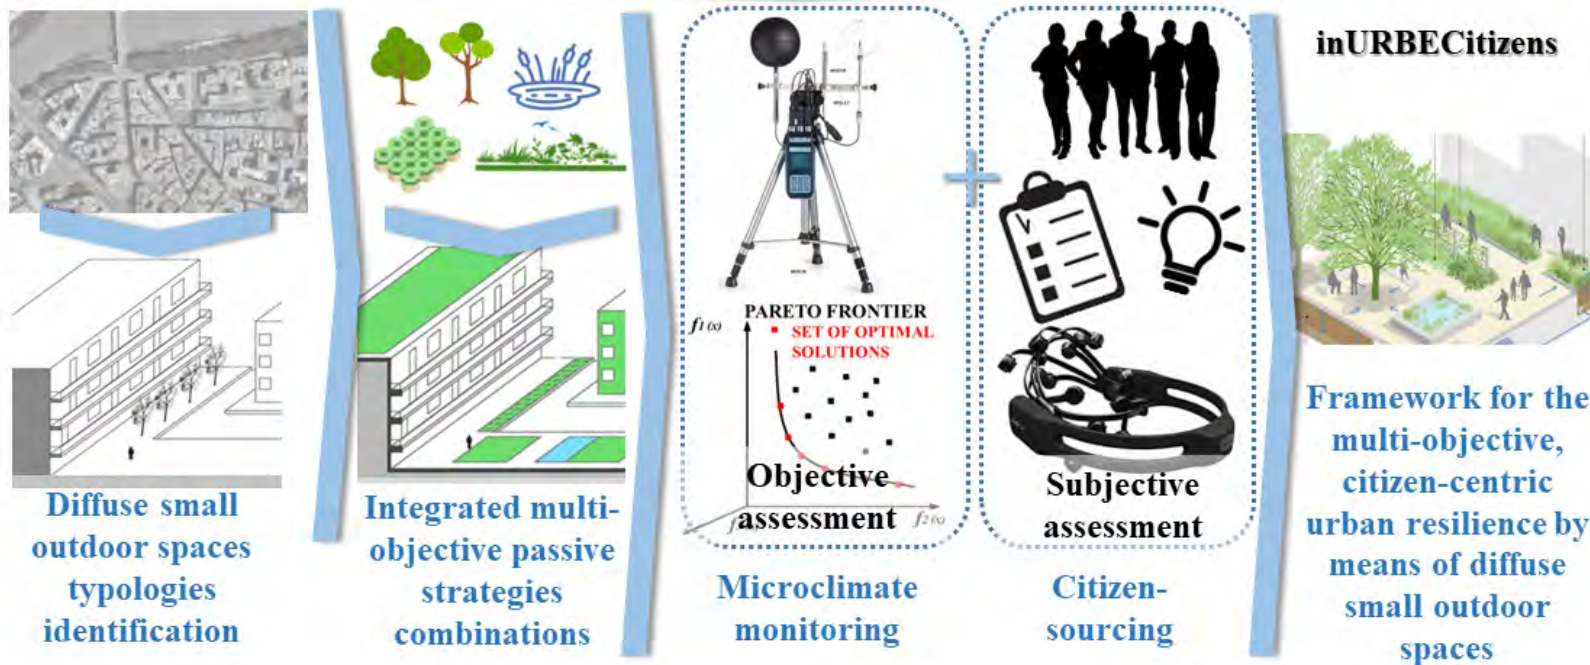 inURBECitizens
PARETO FRONTIER
f1 (x)
SET OF OPTIMAL
SOLUTIONS
Objective
assessment
f2 (x)
Subjective
assessment
Diffuse small
outdoor spaces
typologies
identification
Integrated multi-
objective passive
strategies
combinations
Microclimate
monitoring
Citizen-
sourcing
Framework for the
multi-objective,
citizen-centric
urban resilience by
means of diffuse
small outdoor
spaces